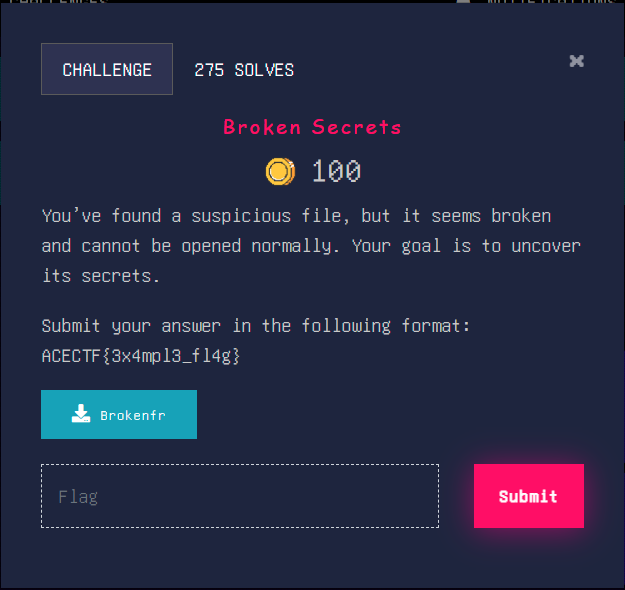 CHALLENGE 275 SOLVES
Broken Secrets
100
You've found a suspicious file, but it seems broken
and cannot be opened normally. Your goal is to uncover
its secrets.
Submit your answer in the following format:
ACECTF{3x4mpl3_fl4g}
Brokenfr
Flag
Submit